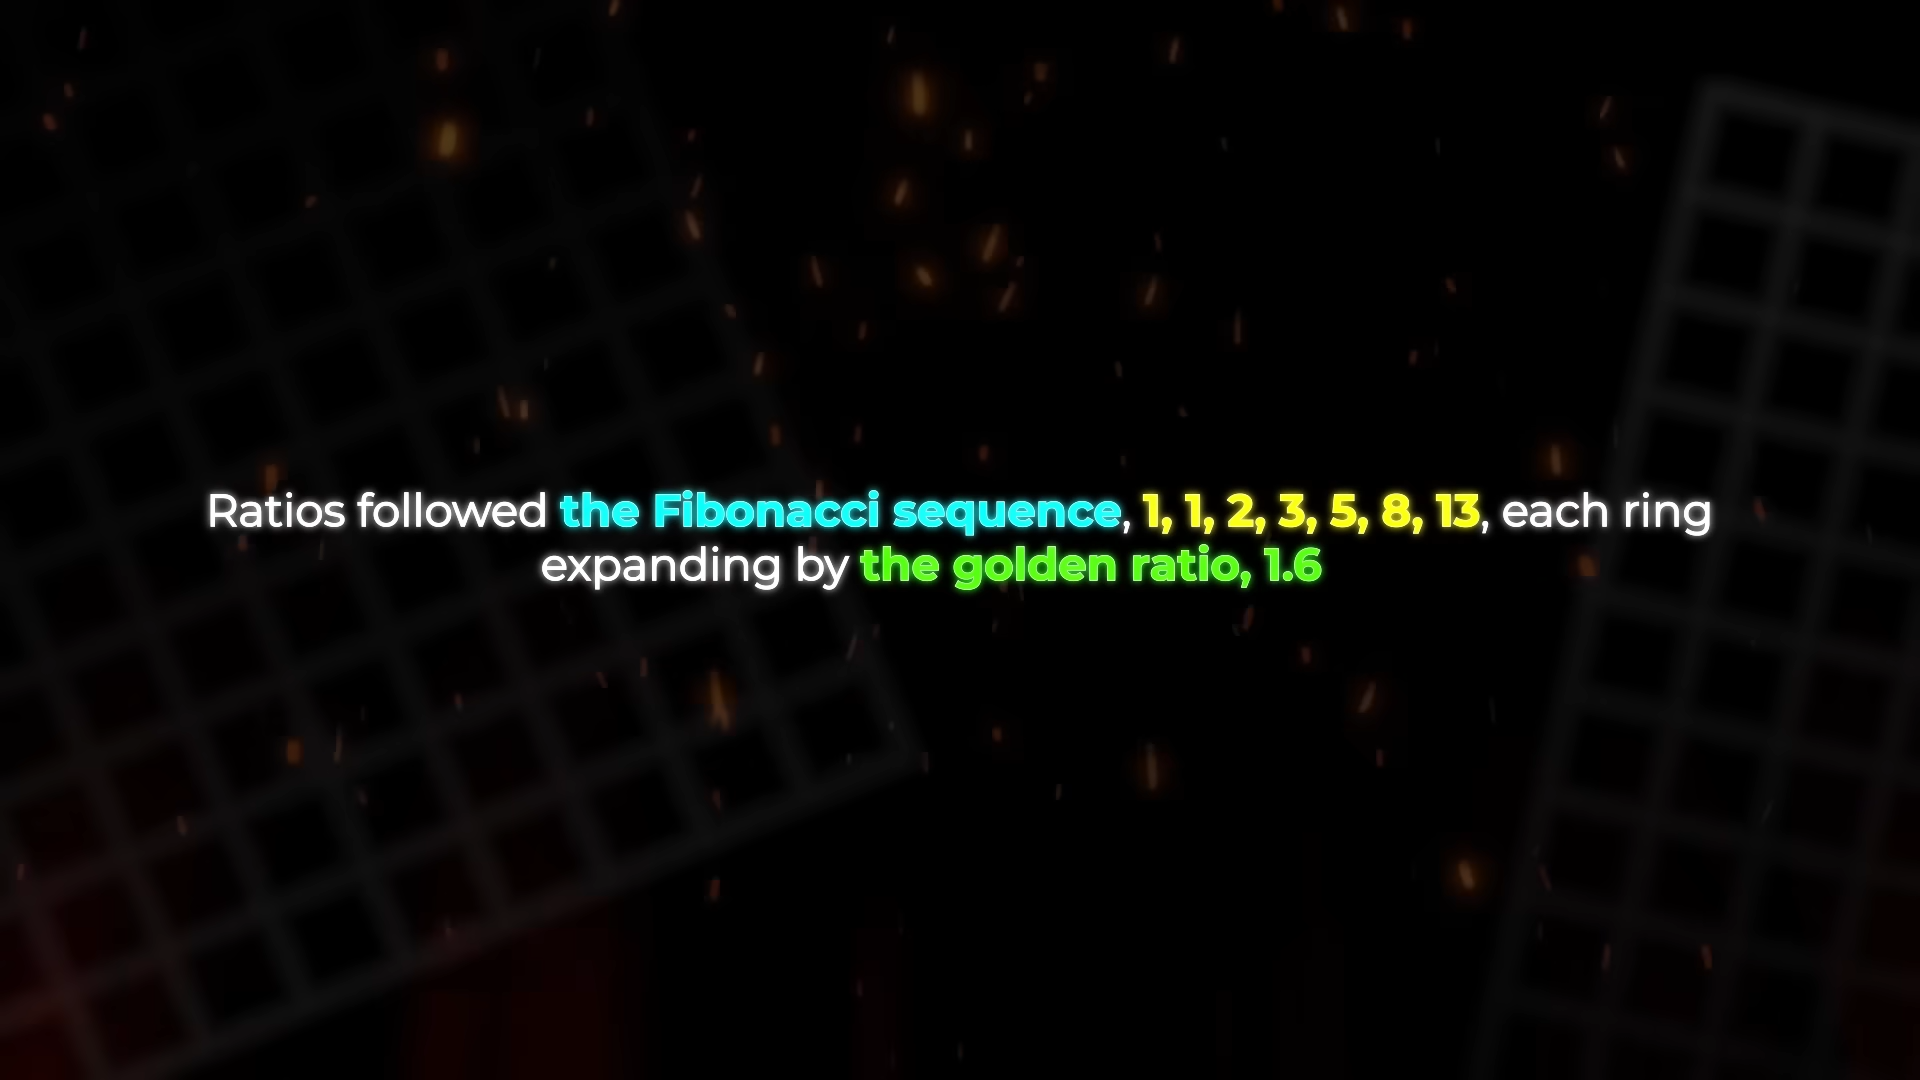 Ratios followed the Fibonacci sequence, 1, 1, 2, 3, 5, 8, 13, each ring
expanding by the golden ratio, 1.6